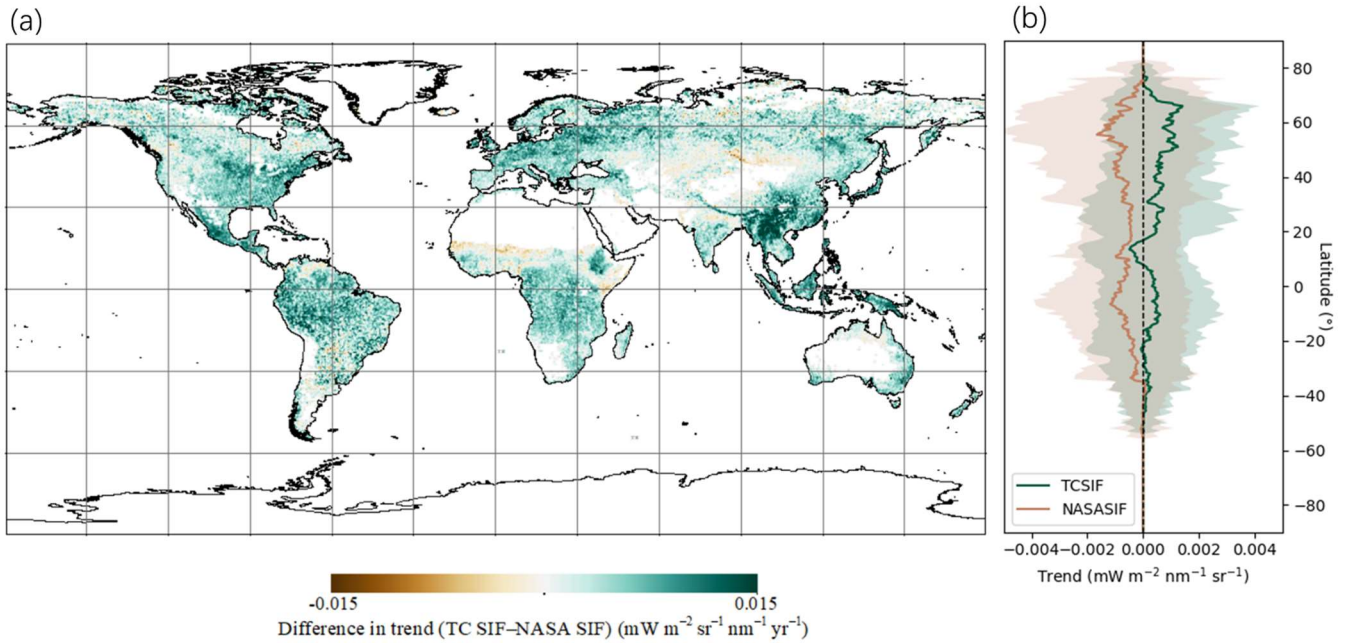 (a)
(b)
80
60
40
20
0
−20
−40
−60
−80
Latitude (°)
TCSIF
NASASIF
−0.004−0.002 0.000 0.002 0.004
Trend (mW m⁻² nm⁻¹ sr⁻¹)
-0.015 0.015
Difference in trend (TC SIF–NASA SIF) (mW m⁻² sr⁻¹ nm⁻¹ yr⁻¹)